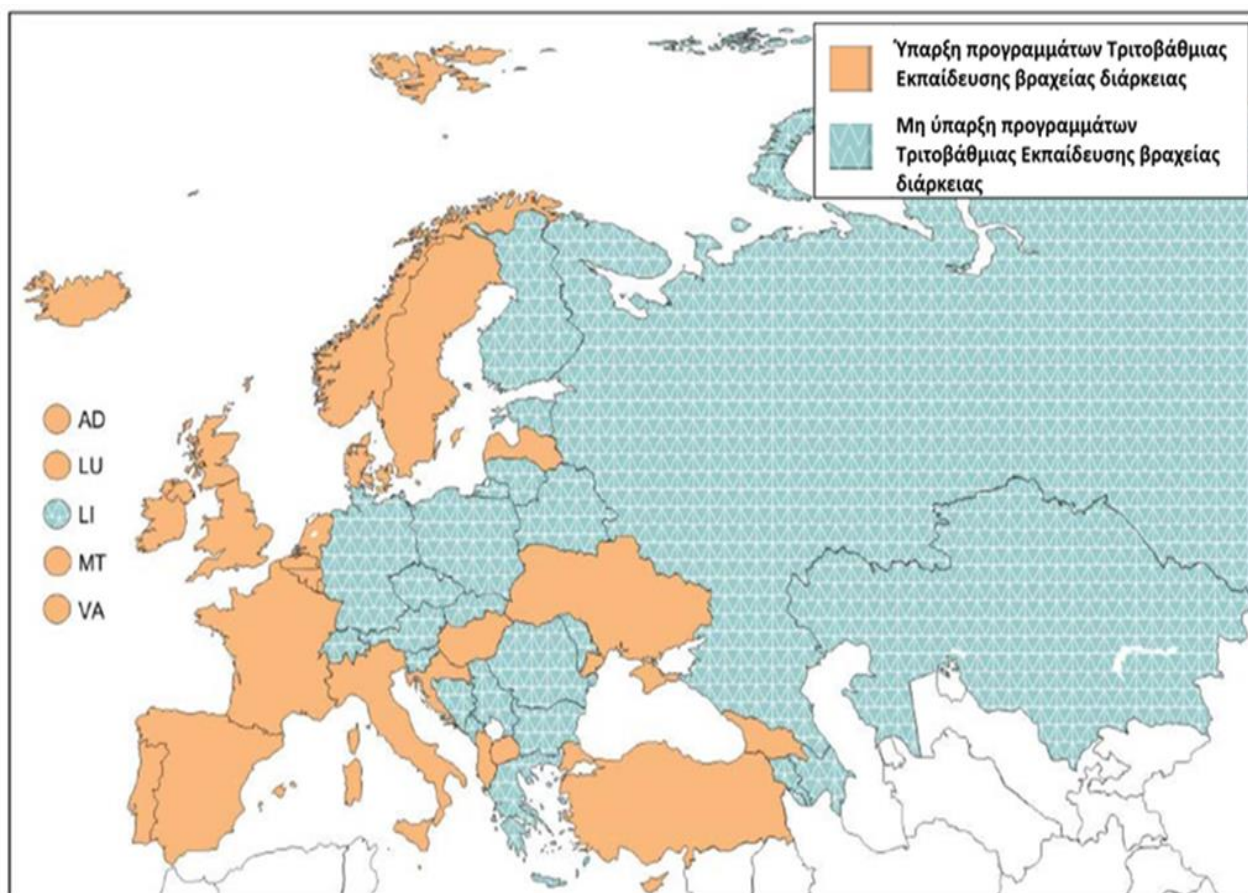 Ύπαρξη προγραμμάτων Τριτοβάθμιας
Εκπαίδευσης βραχείας διάρκειας
Μη ύπαρξη προγραμμάτων
Τριτοβάθμιας Εκπαίδευσης βραχείας
διάρκειας
AD
LU
LI
MT
VA